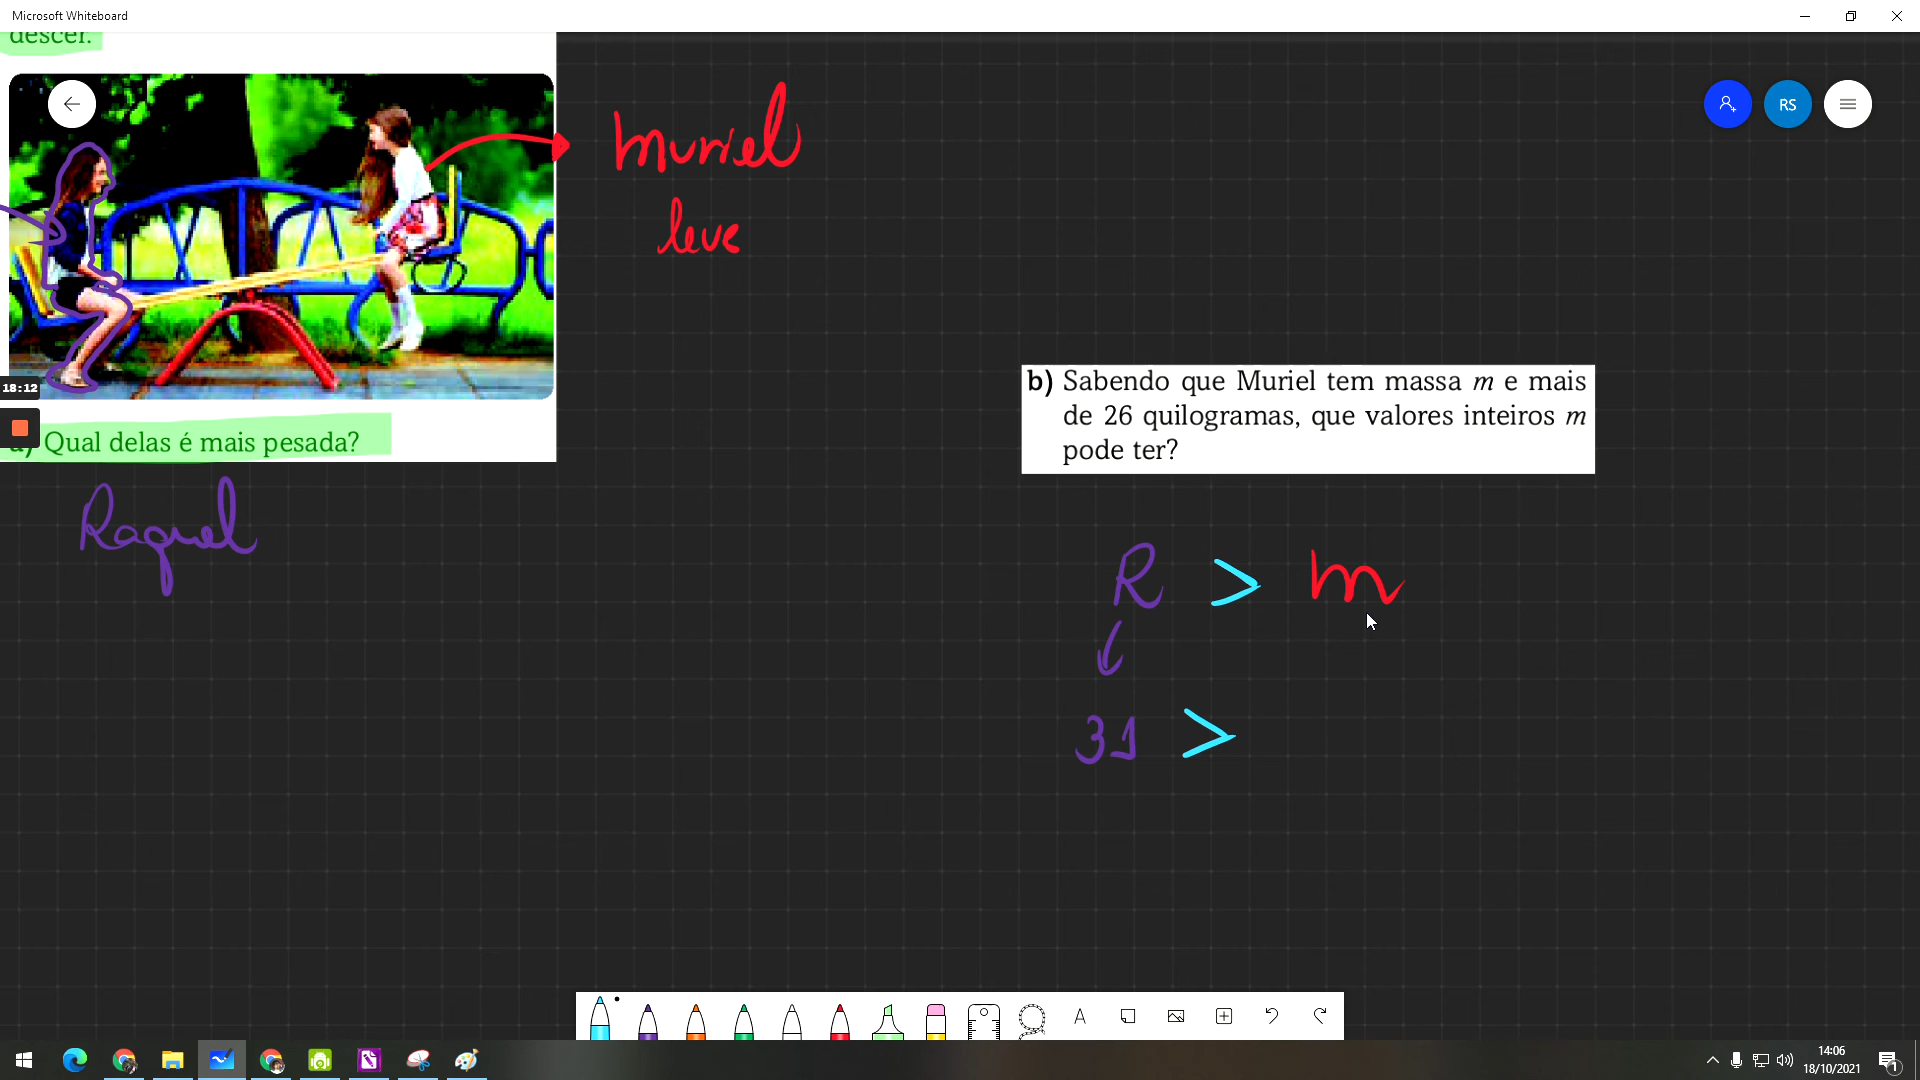 Microsoft Whiteboard
descer.
muriel
leve
RS
18:12
a) Qual delas é mais pesada?
Raquel
b) Sabendo que Muriel tem massa m e mais
de 26 quilogramas, que valores inteiros m
pode ter?
R > m
31 >
A
14:06
18/10/2021
1